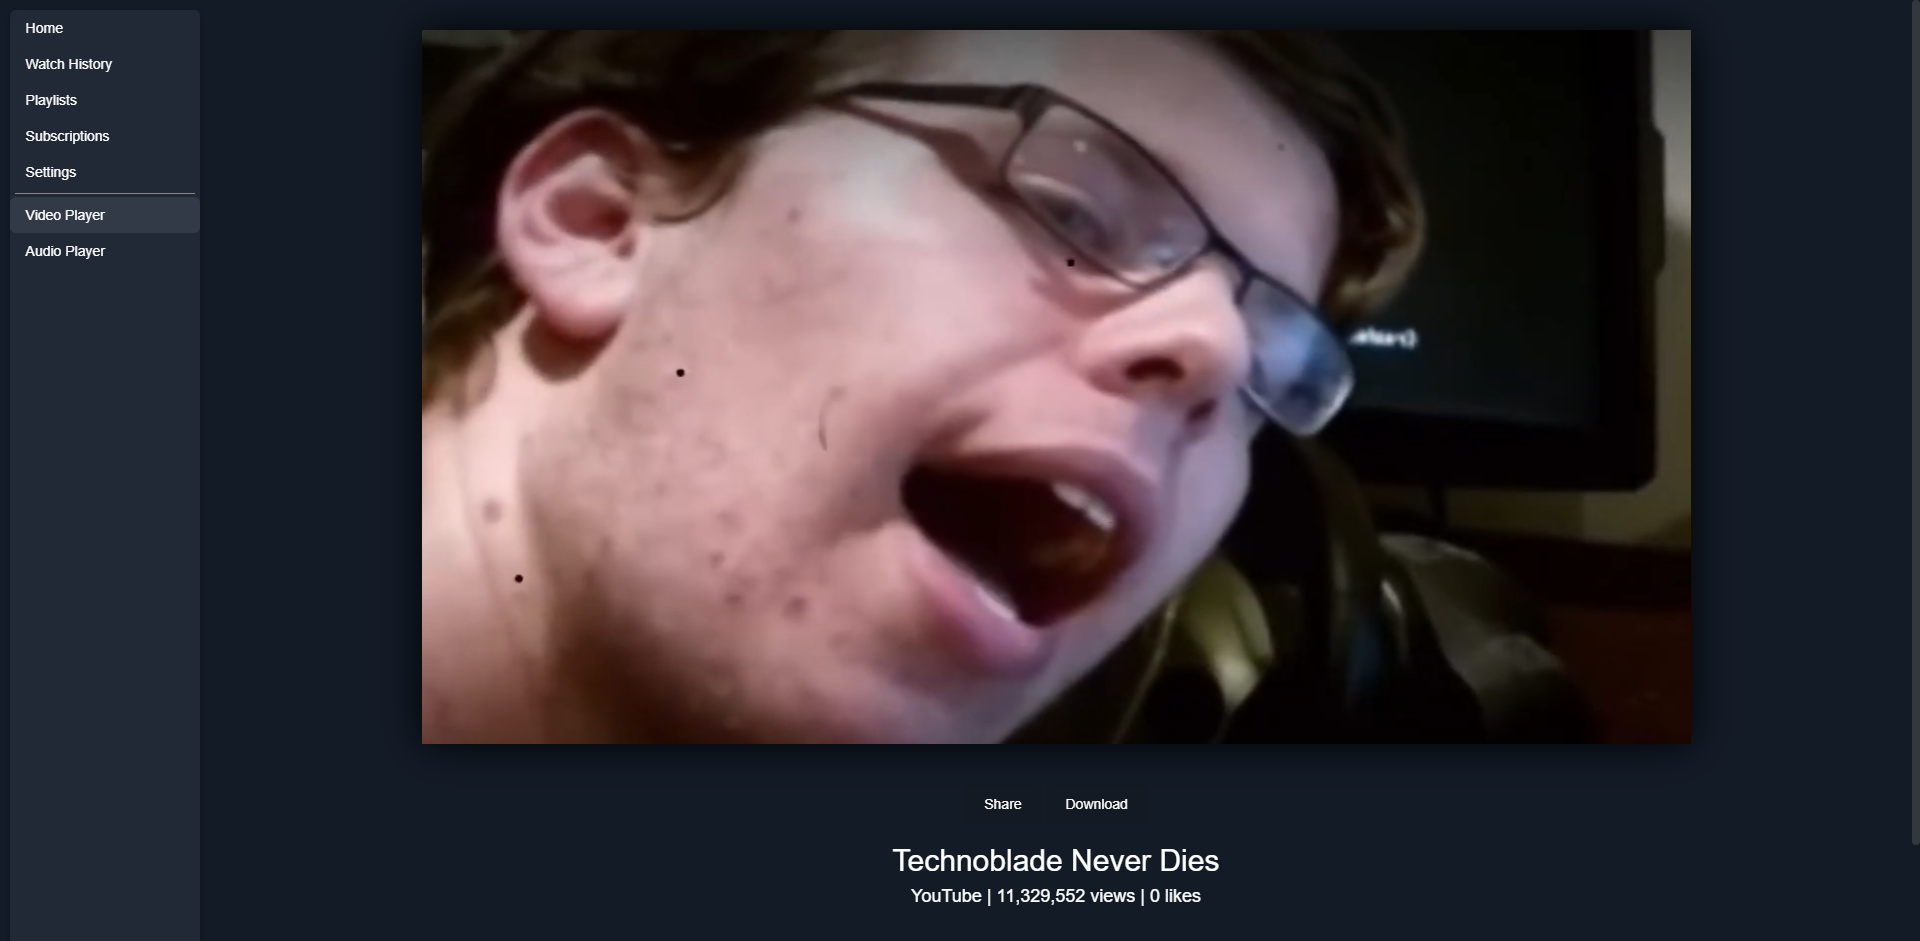 Home
Watch History
Playlists
Subscriptions
Settings
Video Player
Audio Player
Share
Download
Technoblade Never Dies
YouTube | 11,329,552 views | 0 likes